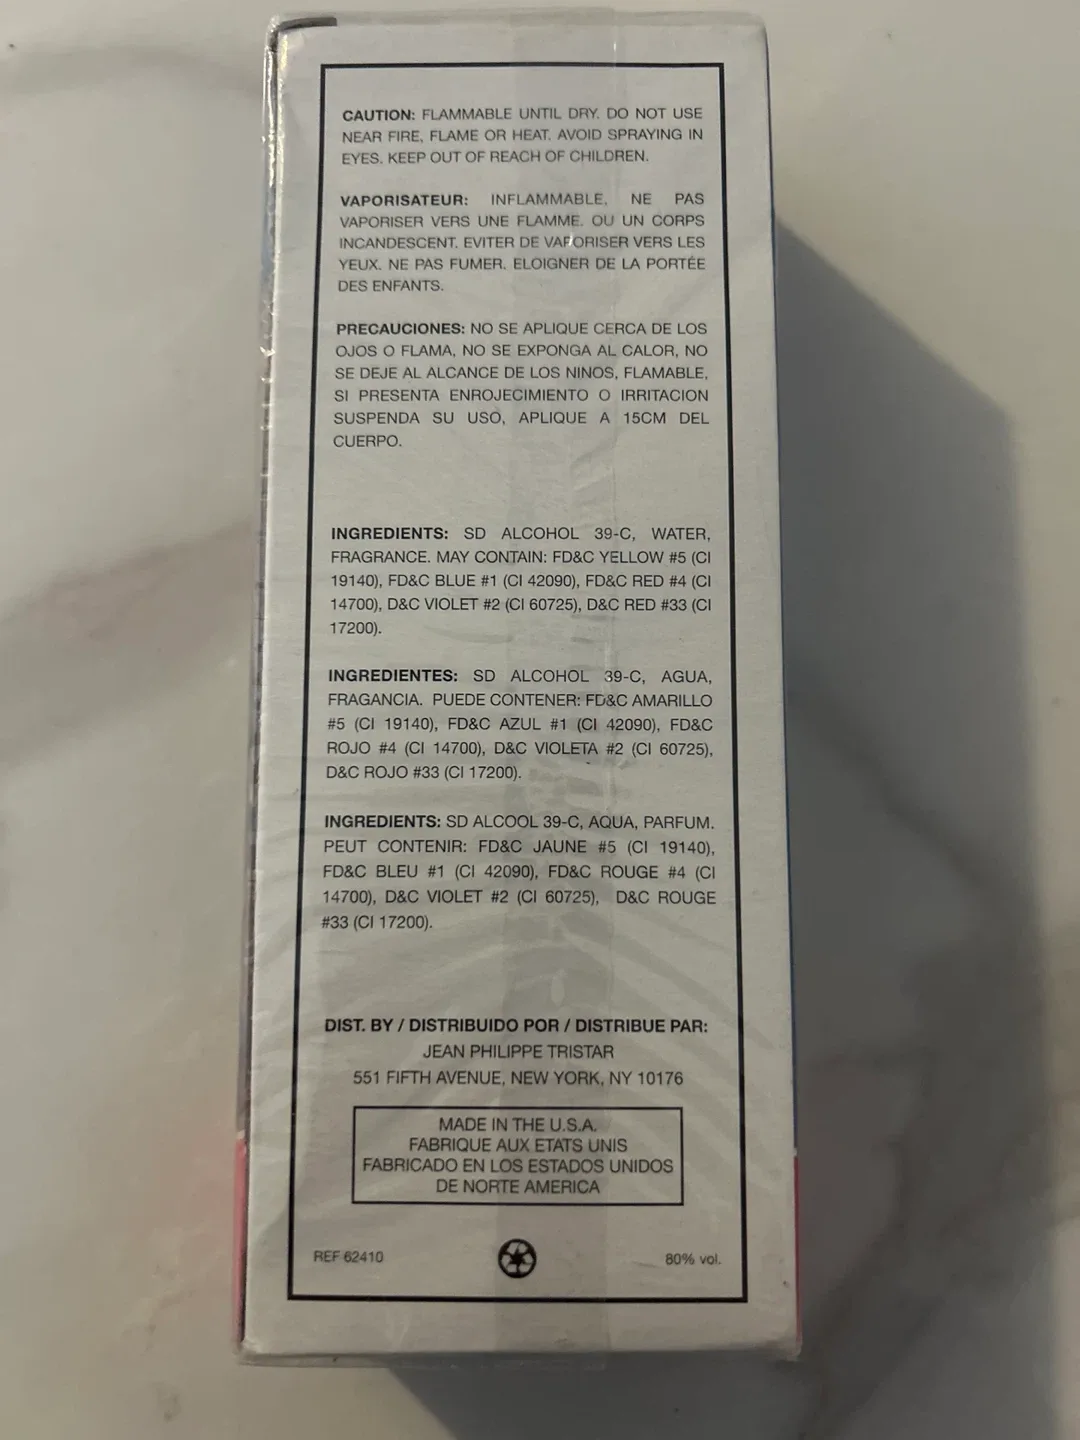 CAUTION: FLAMMABLE UNTIL DRY. DO NOT USE
NEAR FIRE, FLAME OR HEAT. AVOID SPRAYING IN
EYES. KEEP OUT OF REACH OF CHILDREN.
VAPORISATEUR: INFLAMMABLE, NE PAS
VAPORISER VERS UNE FLAMME. OU UN CORPS
INCANDESCENT. EVITER DE VAPORISER VERS LES
YEUX. NE PAS FUMER. ELOIGNER DE LA PORTÉE
DES ENFANTS.
PRECAUCIONES: NO SE APLIQUE CERCA DE LOS
OJOS O FLAMA, NO SE EXPONGA AL CALOR, NO
SE DEJE AL ALCANCE DE LOS NINOS, FLAMABLE,
SI PRESENTA ENROJECIMIENTO O IRRITACION
SUSPENDA SU USO, APLIQUE A 15CM DEL
CUERPO.
INGREDIENTS: SD ALCOHOL 39-C, WATER,
FRAGRANCE. MAY CONTAIN: FD&C YELLOW #5 (CI
19140), FD&C BLUE #1 (CI 42090), FD&C RED #4 (CI
14700), D&C VIOLET #2 (CI 60725), D&C RED #33 (CI
17200).
INGREDIENTES: SD ALCOHOL 39-C, AGUA,
FRAGANCIA. PUEDE CONTENER: FD&C AMARILLO
#5 (CI 19140), FD&C AZUL #1 (CI 42090), FD&C
ROJO #4 (CI 14700), D&C VIOLETA #2 (CI 60725),
D&C ROJO #33 (CI 17200).
INGREDIENTS: SD ALCOOL 39-C, AQUA, PARFUM.
PEUT CONTENIR: FD&C JAUNE #5 (CI 19140),
FD&C BLEU #1 (CI 42090), FD&C ROUGE #4 (CI
14700), D&C VIOLET #2 (CI 60725), D&C ROUGE
#33 (CI 17200).
DIST. BY / DISTRIBUIDO POR / DISTRIBUE PAR:
JEAN PHILIPPE TRISTAR
551 FIFTH AVENUE, NEW YORK, NY 10176
MADE IN THE U.S.A.
FABRIQUE AUX ETATS UNIS
FABRICADO EN LOS ESTADOS UNIDOS
DE NORTE AMERICA
REF 62410 80% vol.